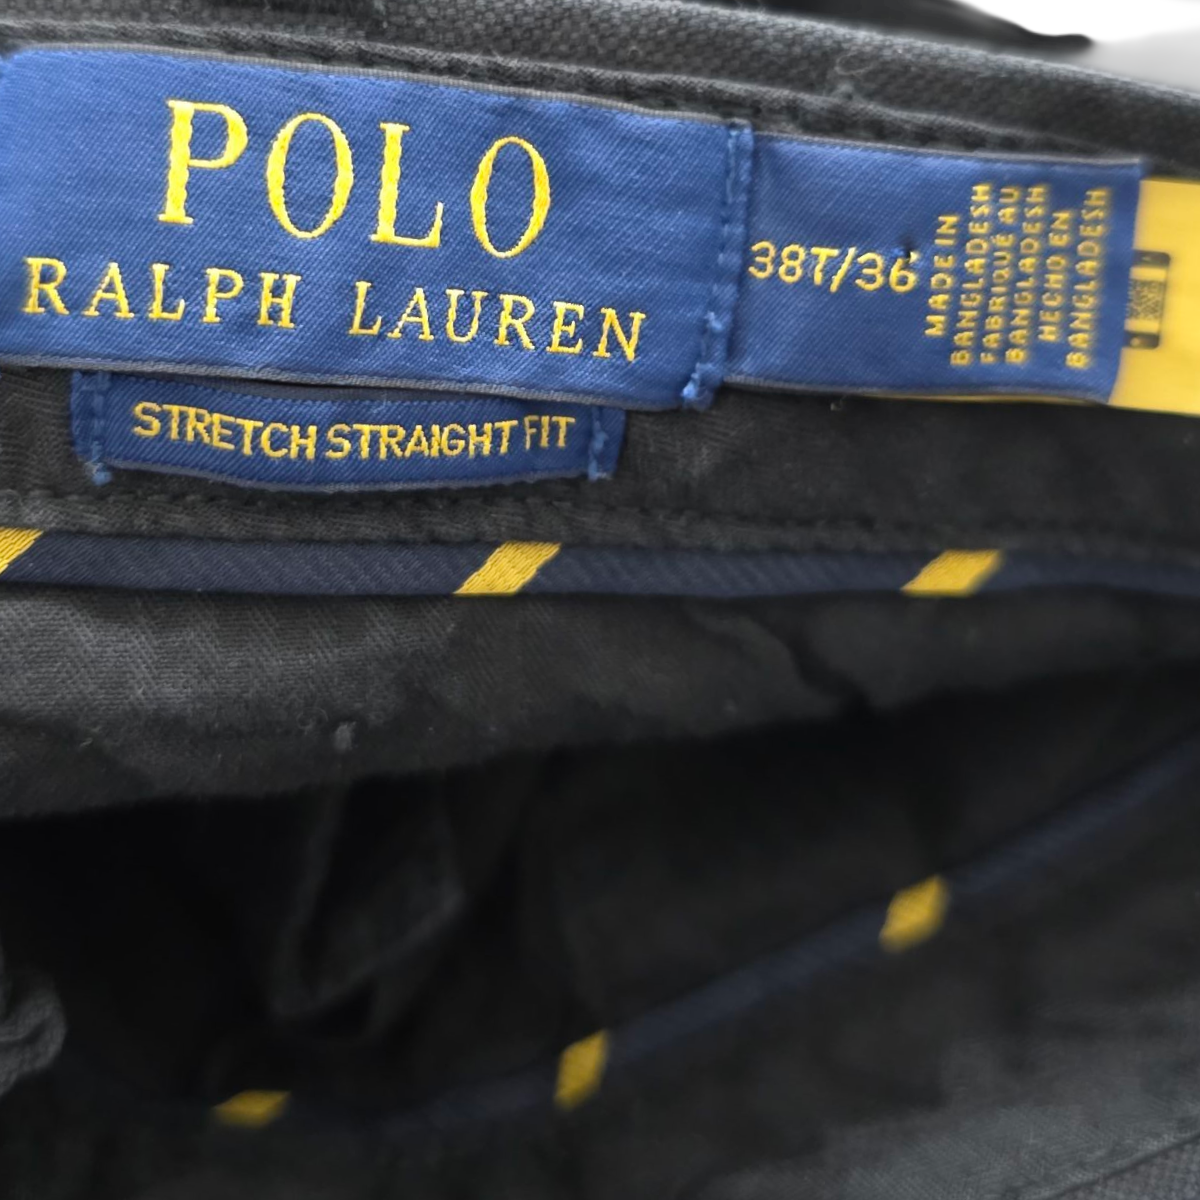 POLO
RALPH LAUREN
STRETCH STRAIGHT FIT
38T/36
MADE IN
BANGLADESH
FABRIQUÉ AU
BANGLADESH
HECHO EN
BANGLADESH